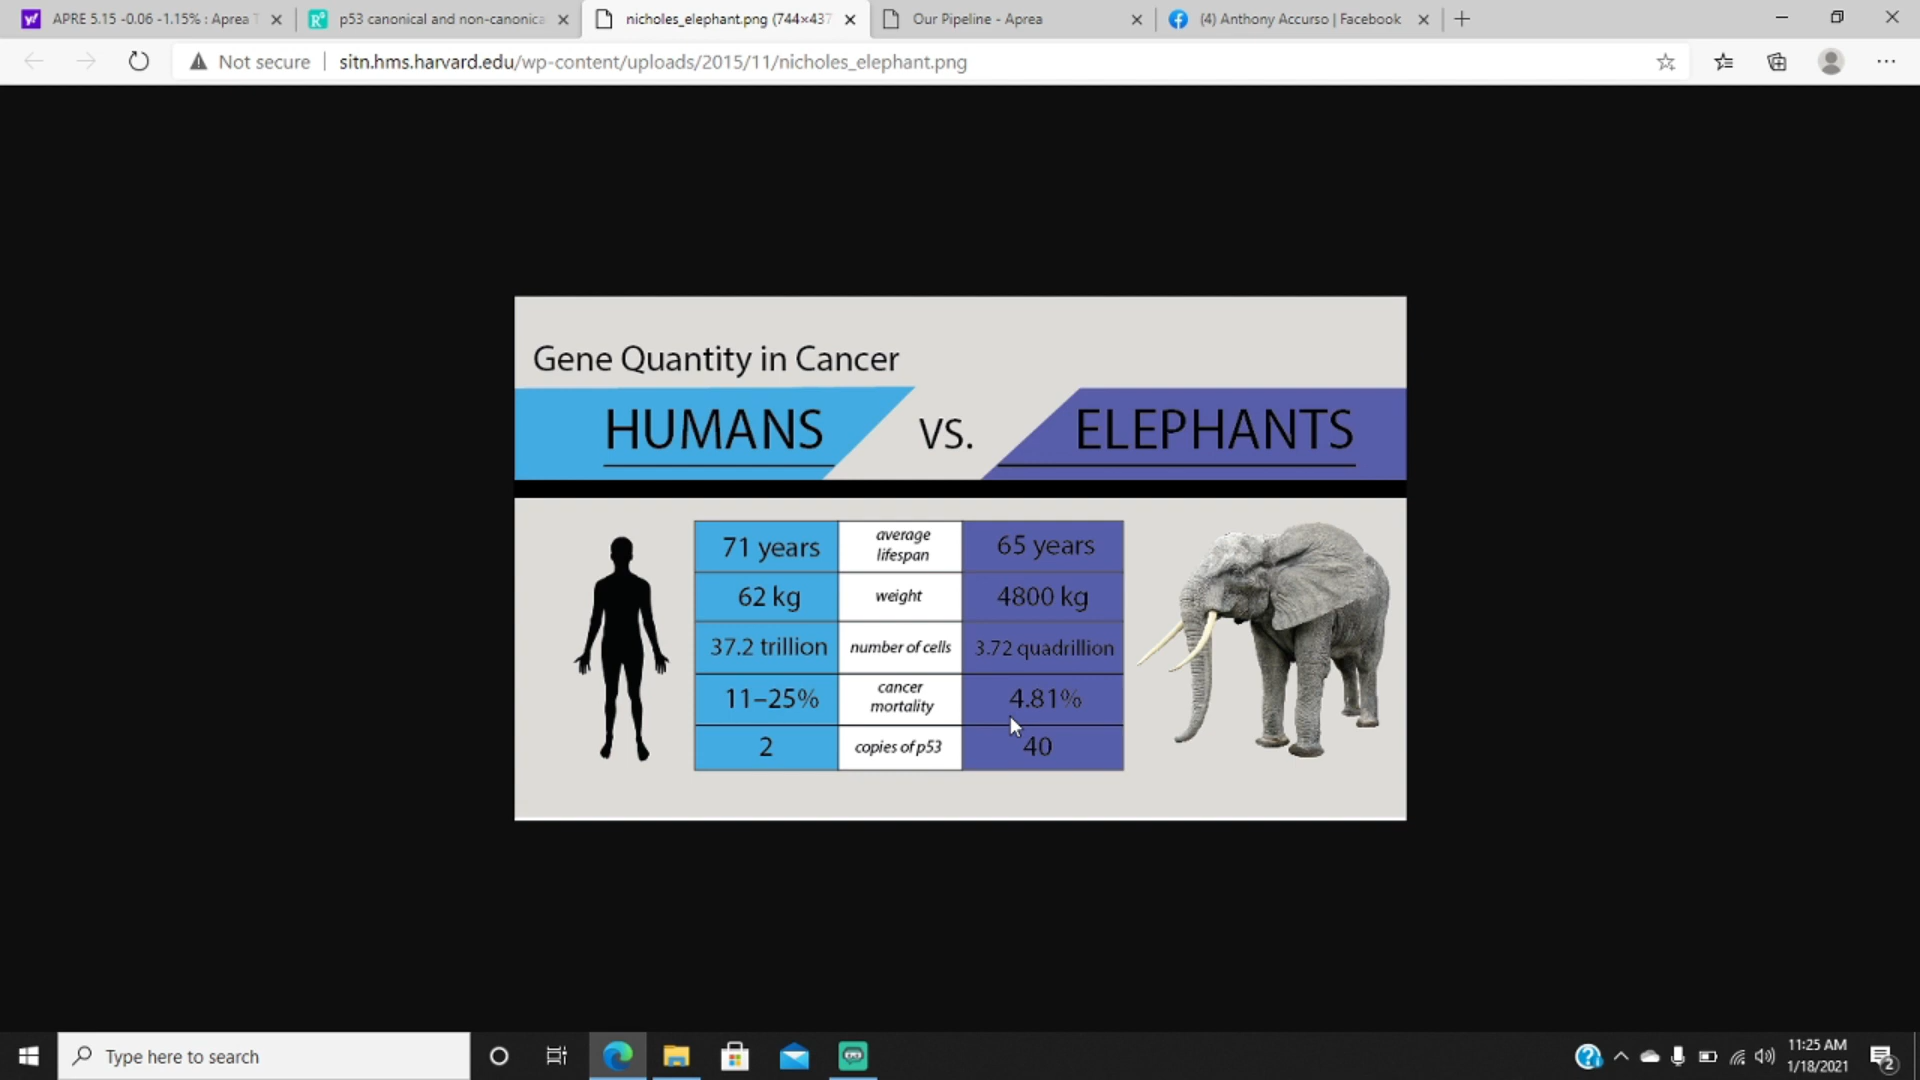 APRE 5.15 -0.06 -1.15% : Aprea T
p53 canonical and non-canonica
nicholes_elephant.png (744×437
Our Pipeline - Aprea
(4) Anthony Accurso | Facebook
Not secure
sitn.hms.harvard.edu/wp-content/uploads/2015/11/nicholes_elephant.png
Gene Quantity in Cancer
HUMANS VS. ELEPHANTS
71 years average lifespan 65 years
62 kg weight 4800 kg
37.2 trillion number of cells 3.72 quadrillion
11–25% cancer mortality 4.81%
2 copies of p53 40
Type here to search
11:25 AM
1/18/2021
2